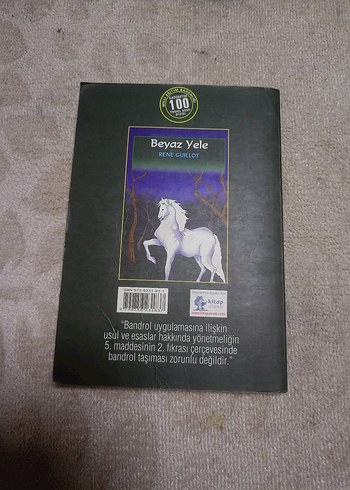 100
Beyaz Yele
RENE GUILLOT
kitap
"Bandrol uygulamasına ilişkin
usul ve esaslar hakkında yönetmeliğin
5. maddesinin 2. fıkrası çerçevesinde
bandrol taşıması zorunlu değildir."